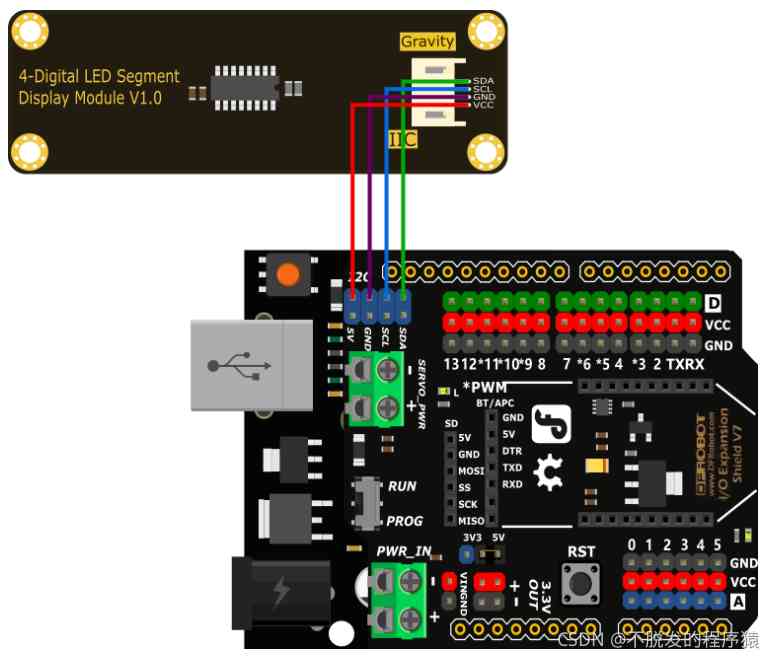 Gravity
4-Digital LED Segment
Display Module V1.0
SDA
SCL
GND
VCC
IIC
I2C
5V
GND
SCL
SDA
D
VCC
GND
13 12 *11 *10 *9 8
7 *6 *5 4 *3 2 TX RX
SERVO_PWR
- +
*PWM
L
BT/APC
GND
5V
DTR
TXD
RXD
SD
5V
GND
MOSI
SS
SCK
MISO
DFROBOT
www.DFRobot.com
I/O Expansion
Shield V7
RUN
PROG
3V3 5V
PWR_IN
- +
VIN GND
+ -
3.3V
OUT
RST
0 1 2 3 4 5
GND
VCC
A
CSDN @不脱发的程序猿